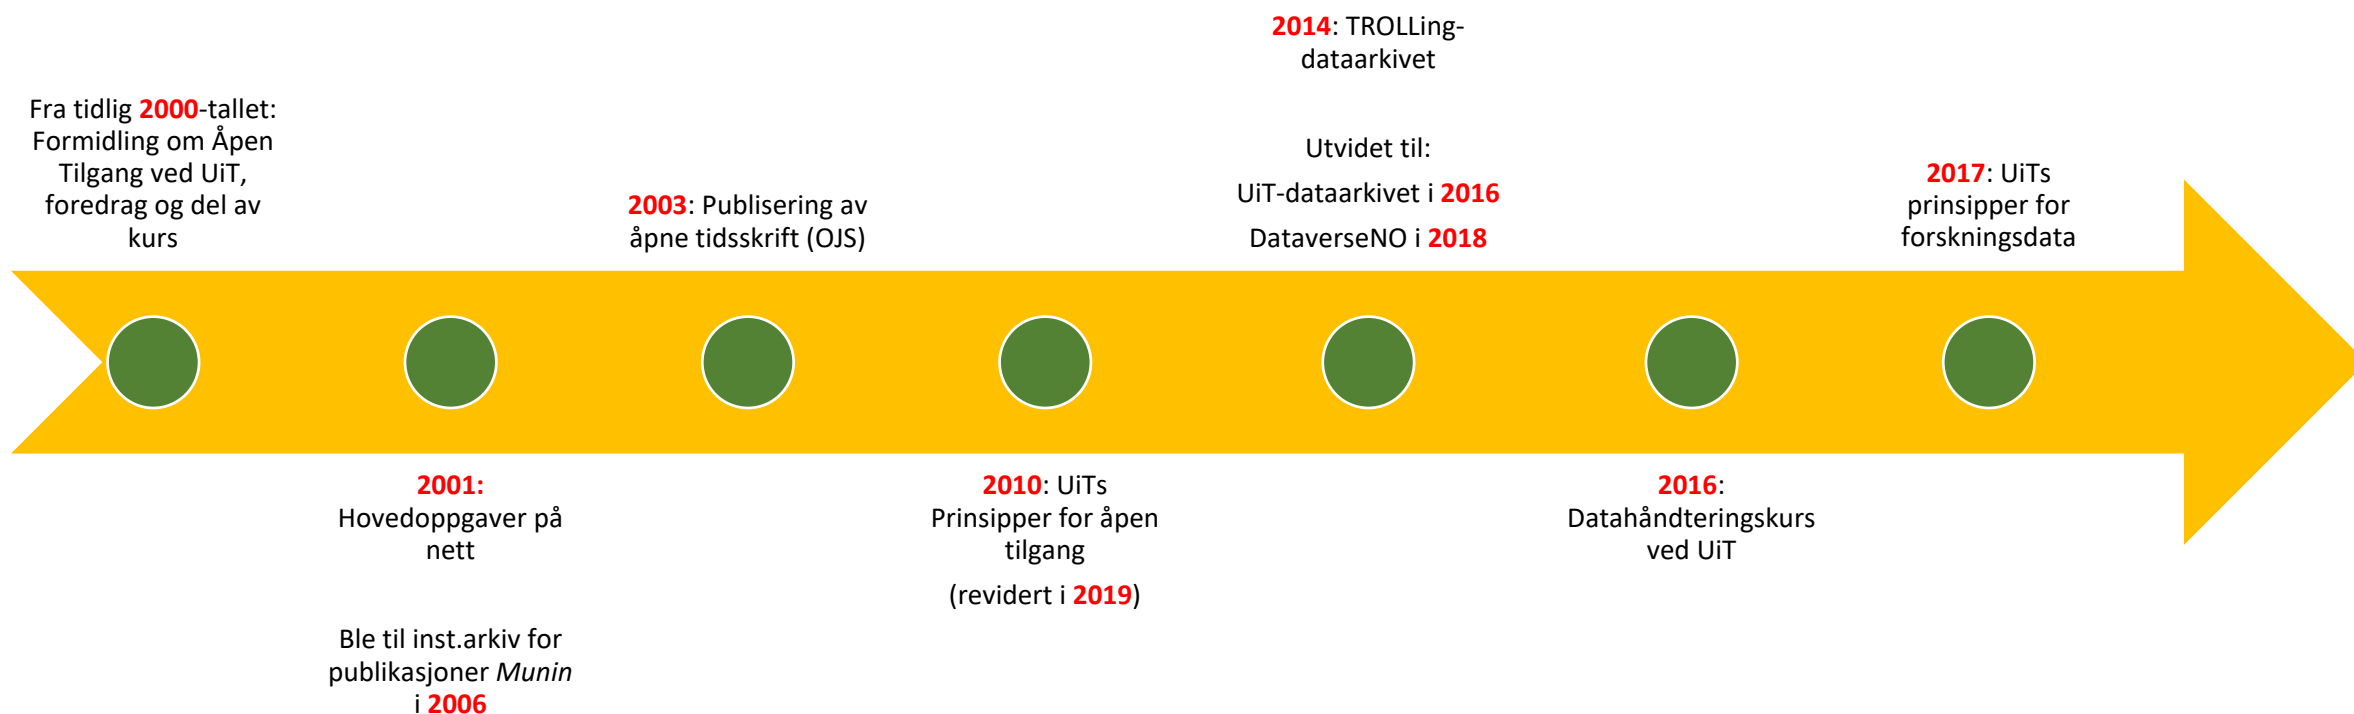 Fra tidlig 2000-tallet:
Formidling om Åpen
Tilgang ved UiT,
foredrag og del av
kurs
2001:
Hovedoppgaver på
nett
Ble til inst.arkiv for
publikasjoner Munin
i 2006
2003: Publisering av
åpne tidsskrift (OJS)
2010: UiTs
Prinsipper for åpen
tilgang
(revidert i 2019)
2014: TROLLing-
dataarkivet
Utvidet til:
UiT-dataarkivet i 2016
DataverseNO i 2018
2016:
Datahåndteringskurs
ved UiT
2017: UiTs
prinsipper for
forskningsdata